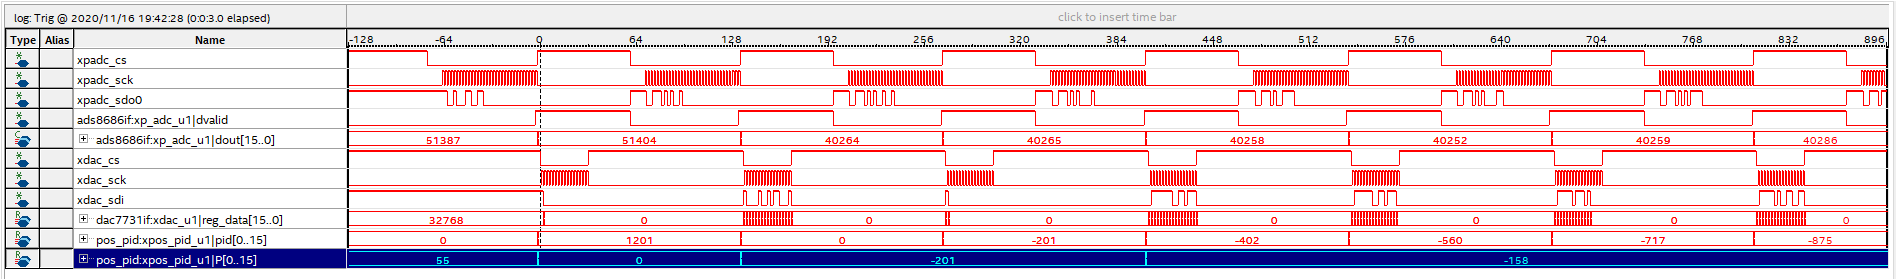 log: Trig @ 2020/11/16 19:42:28 (0:0:3.0 elapsed) click to insert time bar
Type Alias Name -128 -64 0 64 128 192 256 320 384 448 512 576 640 704 768 832 896
xpadc_cs
xpadc_sck
xpadc_sdo0
ads8686if:xp_adc_u1|dvalid
ads8686if:xp_adc_u1|dout[15..0] 51387 51404 40264 40265 40258 40252 40259 40286
xdac_cs
xdac_sck
xdac_sdi
dac7731if:xdac_u1|reg_data[15..0] 32768 0 0 0 0 0 0 0
pos_pid:xpos_pid_u1|pid[0..15] 0 1201 0 -201 -402 -560 -717 -875
pos_pid:xpos_pid_u1|P[0..15] 55 0 -201 -158